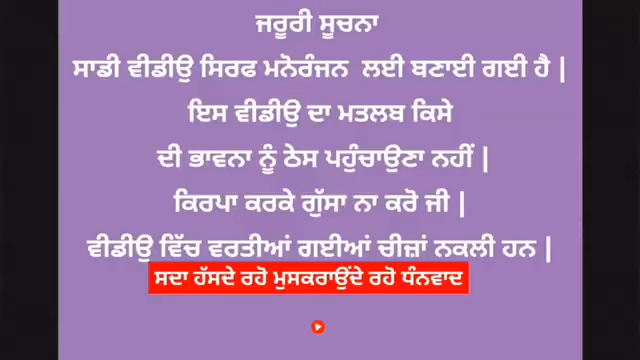 ਜਰੂਰੀ ਸੂਚਨਾ
ਸਾਡੀ ਵੀਡੀਉ ਸਿਰਫ ਮਨੋਰੰਜਨ ਲਈ ਬਣਾਈ ਗਈ ਹੈ |
ਇਸ ਵੀਡੀਉ ਦਾ ਮਤਲਬ ਕਿਸੇ
ਦੀ ਭਾਵਨਾ ਨੂੰ ਠੇਸ ਪਹੁੰਚਾਉਣਾ ਨਹੀਂ |
ਕਿਰਪਾ ਕਰਕੇ ਗੁੱਸਾ ਨਾ ਕਰੋ ਜੀ |
ਵੀਡੀਉ ਵਿੱਚ ਵਰਤੀਆਂ ਗਈਆਂ ਚੀਜ਼ਾਂ ਨਕਲੀ ਹਨ |
ਸਦਾ ਹੱਸਦੇ ਰਹੋ ਮੁਸਕਰਾਉਂਦੇ ਰਹੋ ਧੰਨਵਾਦ